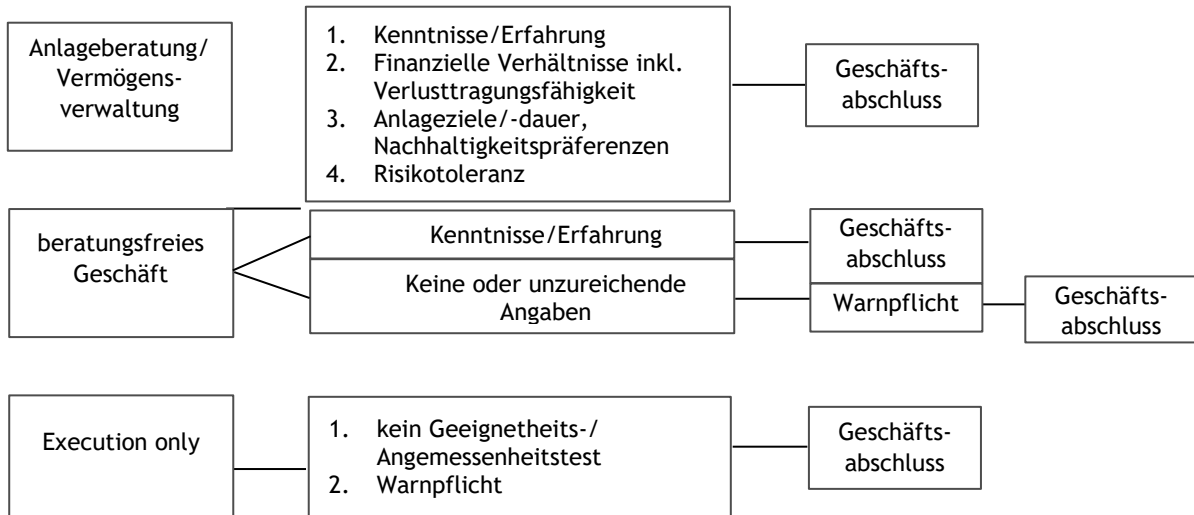 Anlageberatung/
Vermögens-
verwaltung
1. Kenntnisse/Erfahrung
2. Finanzielle Verhältnisse inkl.
Verlusttragungsfähigkeit
3. Anlageziele/-dauer,
Nachhaltigkeitspräferenzen
4. Risikotoleranz
Geschäfts-
abschluss
beratungsfreies
Geschäft
Kenntnisse/Erfahrung
Geschäfts-
abschluss
Keine oder unzureichende
Angaben
Warnpflicht
Geschäfts-
abschluss
Execution only
1. kein Geeignetheits-/
Angemessenheitstest
2. Warnpflicht
Geschäfts-
abschluss